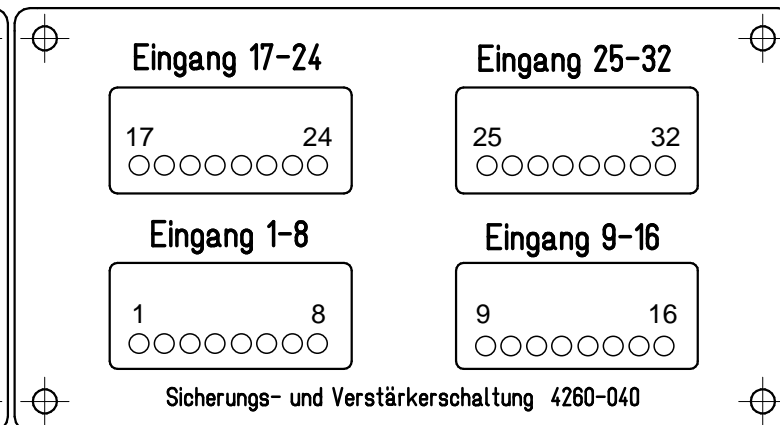 Eingang 17-24
Eingang 25-32
17 24
25 32
Eingang 1-8
Eingang 9-16
1 8
9 16
Sicherungs- und Verstärkerschaltung 4260-040